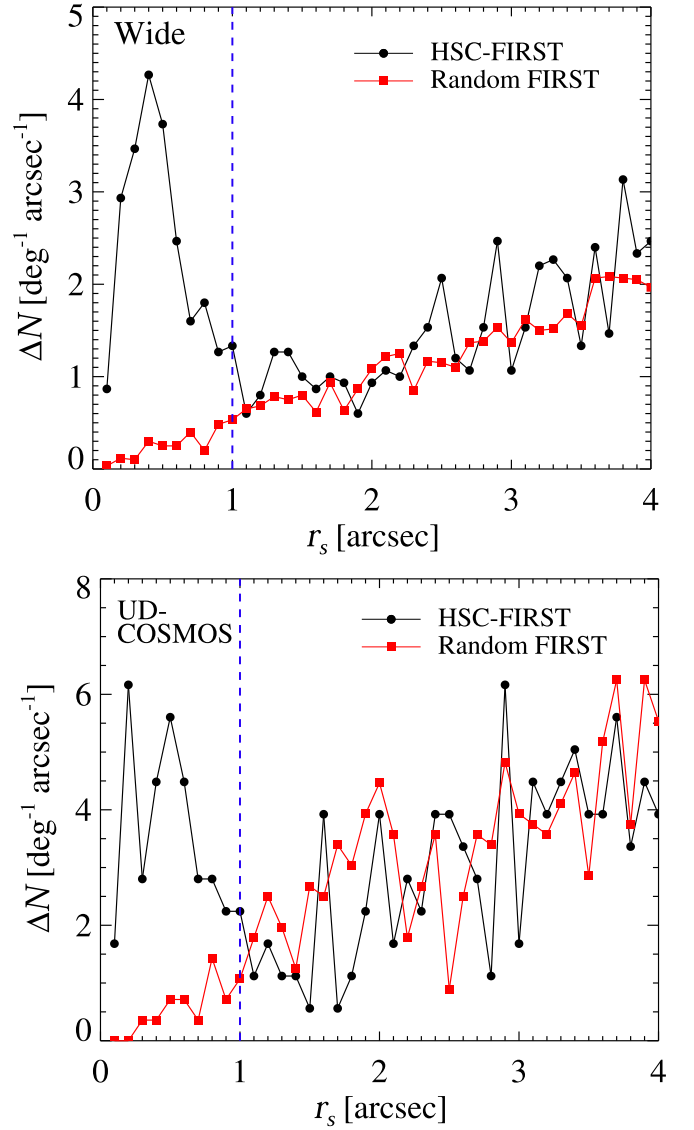 Wide
HSC-FIRST
Random FIRST
5
4
3
2
1
0
ΔN [deg⁻¹ arcsec⁻¹]
0 1 2 3 4
rₛ [arcsec]
UD-
COSMOS
HSC-FIRST
Random FIRST
8
6
4
2
0
ΔN [deg⁻¹ arcsec⁻¹]
0 1 2 3 4
rₛ [arcsec]